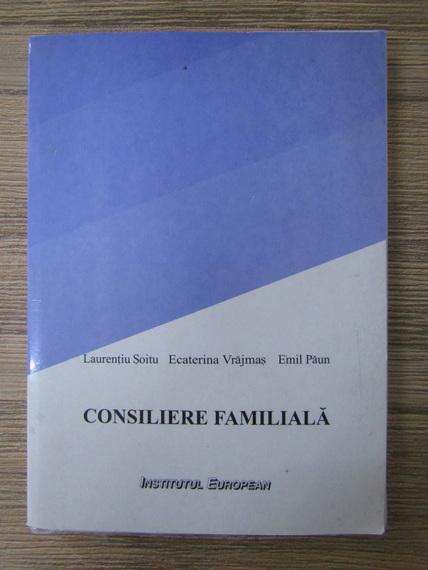 Laurențiu Șoitu Ecaterina Vrăjmaș Emil Păun
CONSILIERE FAMILIALĂ
INSTITUTUL EUROPEAN